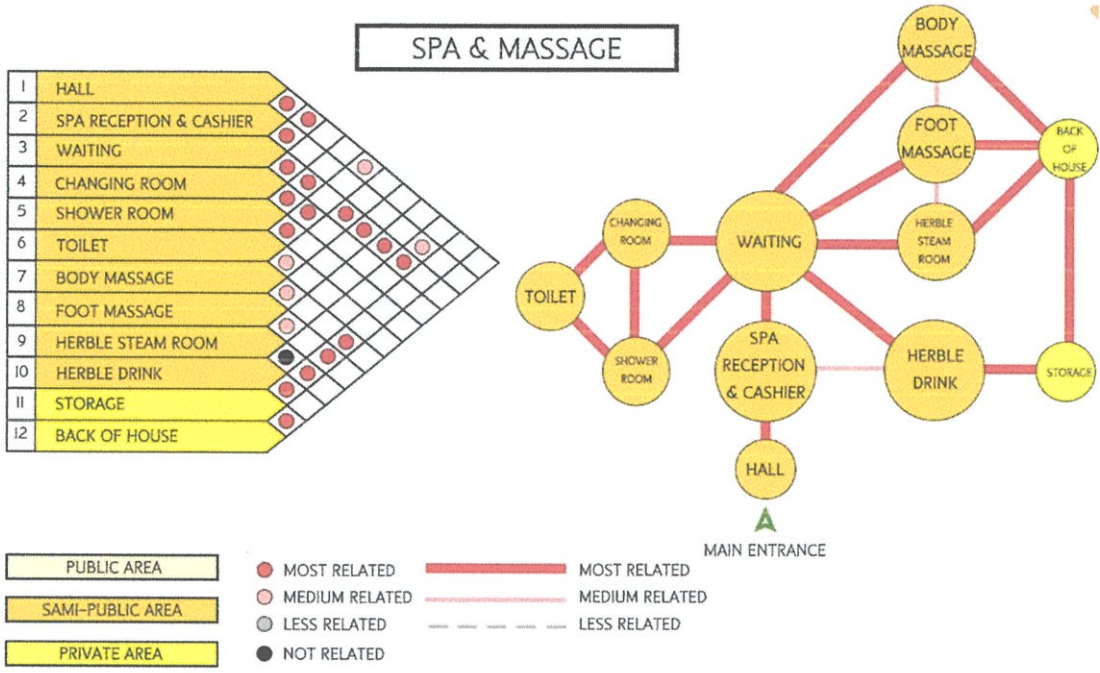 SPA & MASSAGE
1 HALL
2 SPA RECEPTION & CASHIER
3 WAITING
4 CHANGING ROOM
5 SHOWER ROOM
6 TOILET
7 BODY MASSAGE
8 FOOT MASSAGE
9 HERBLE STEAM ROOM
10 HERBLE DRINK
11 STORAGE
12 BACK OF HOUSE
BODY
MASSAGE
FOOT
MASSAGE
BACK
OF
HOUSE
CHANGING
ROOM
WAITING
HERBLE
STEAM
ROOM
TOILET
SHOWER
ROOM
SPA
RECEPTION
& CASHIER
HERBLE
DRINK
STORAGE
HALL
MAIN ENTRANCE
PUBLIC AREA
SAMI-PUBLIC AREA
PRIVATE AREA
MOST RELATED
MEDIUM RELATED
LESS RELATED
NOT RELATED
MOST RELATED
MEDIUM RELATED
LESS RELATED